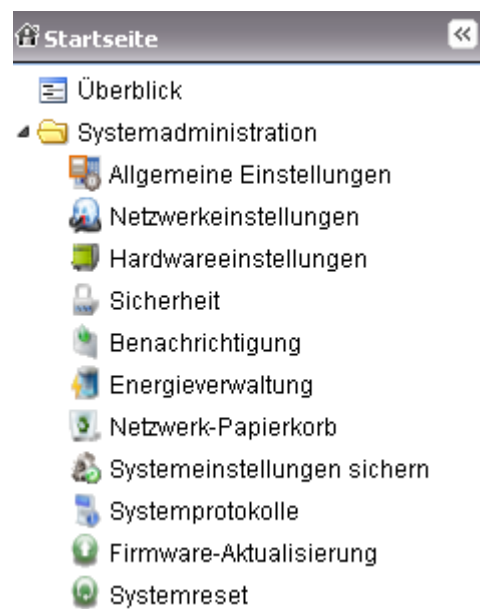 Startseite
Überblick
Systemadministration
Allgemeine Einstellungen
Netzwerkeinstellungen
Hardwareeinstellungen
Sicherheit
Benachrichtigung
Energieverwaltung
Netzwerk-Papierkorb
Systemeinstellungen sichern
Systemprotokolle
Firmware-Aktualisierung
Systemreset